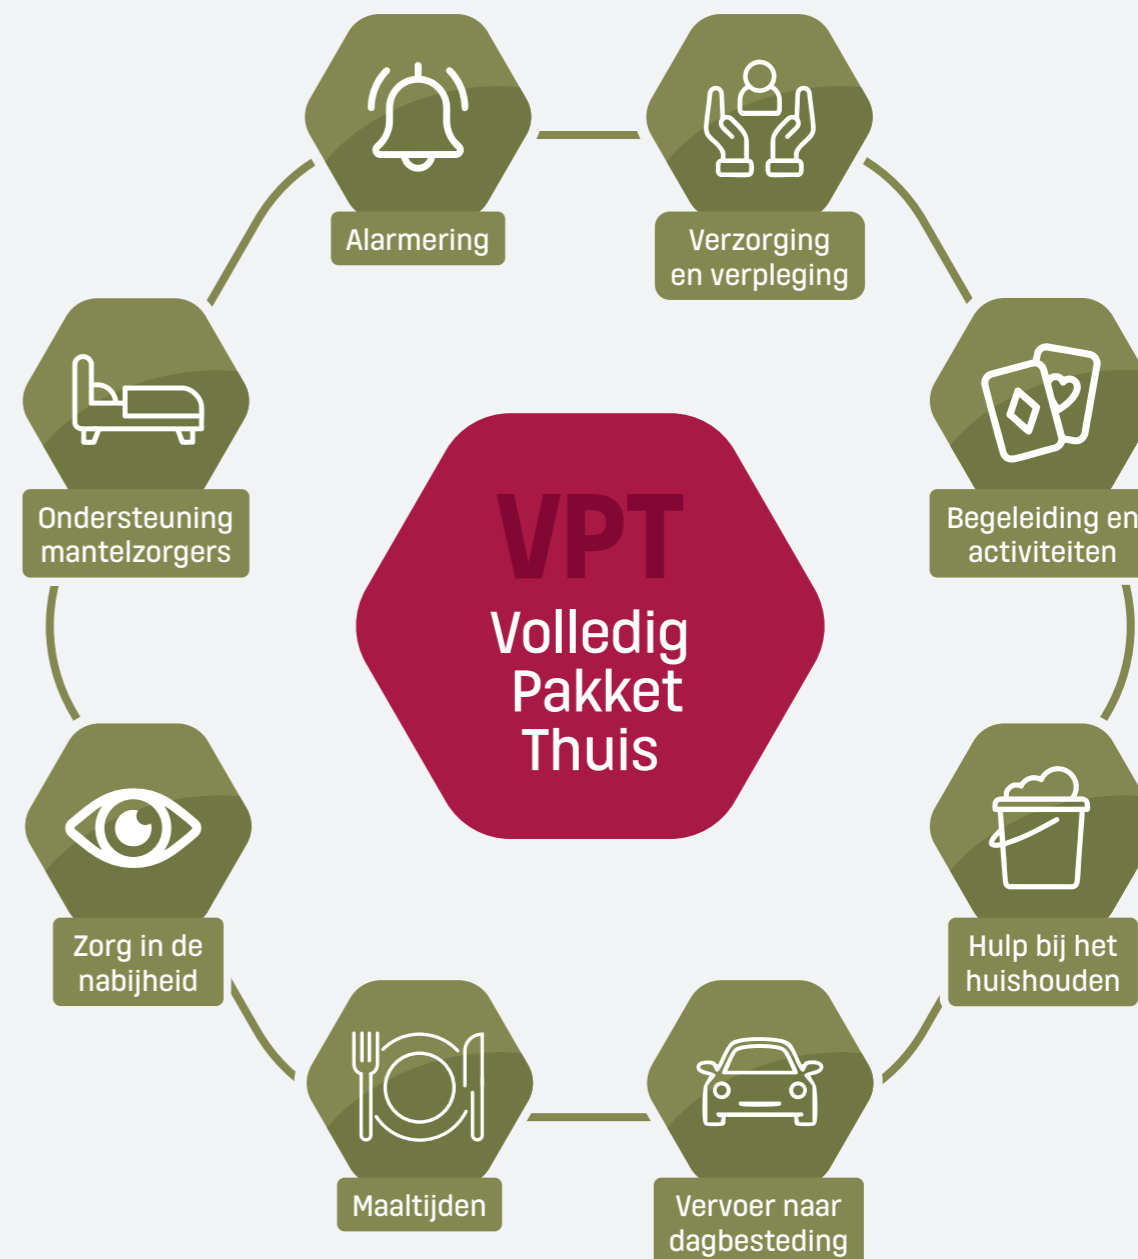 Alarmering
Verzorging
en verpleging
Ondersteuning
mantelzorgers
Begeleiding en
activiteiten
VPT
Volledig
Pakket
Thuis
Zorg in de
nabijheid
Hulp bij het
huishouden
Maaltijden
Vervoer naar
dagbesteding